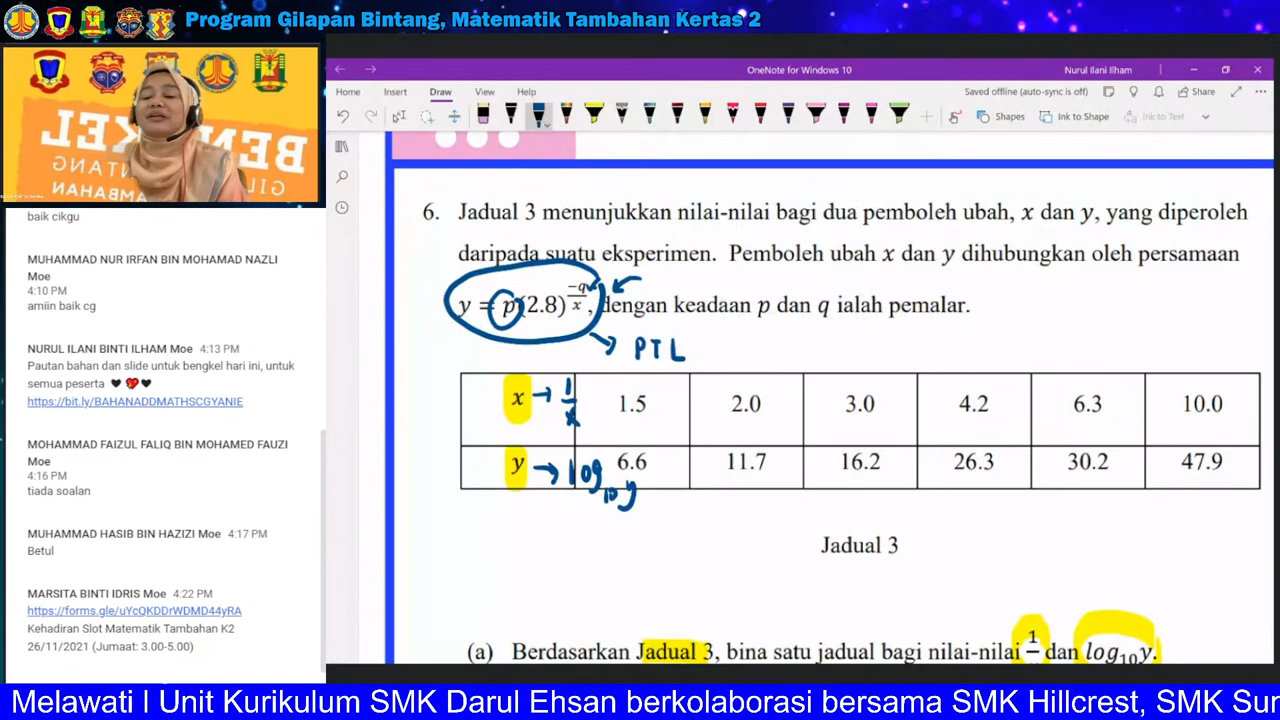 Program Gilapan Bintang, Matematik Tambahan Kertas 2
OneNote for Windows 10
Nurul Ilani Ilham
Home Insert Draw View Help
Saved offline (auto-sync is off)
Share
Shapes
Ink to Shape
Ink to Text
baik cikgu
MUHAMMAD NUR IRFAN BIN MOHAMAD NAZLI
Moe
4:10 PM
amiin baik cg
NURUL ILANI BINTI ILHAM Moe 4:13 PM
Pautan bahan dan slide untuk bengkel hari ini, untuk
semua peserta 🖤 💖 🖤
https://bit.ly/BAHANADDMATHSCGYANIE
MOHAMMAD FAIZUL FALIQ BIN MOHAMED FAUZI
Moe
4:16 PM
tiada soalan
MUHAMMAD HASIB BIN HAZIZI Moe 4:17 PM
Betul
MARSITA BINTI IDRIS Moe 4:22 PM
https://forms.gle/uYcQKDDrWDMD44yRA
Kehadiran Slot Matematik Tambahan K2
26/11/2021 (Jumaat: 3.00-5.00)
6. Jadual 3 menunjukkan nilai-nilai bagi dua pemboleh ubah, x dan y, yang diperoleh
daripada suatu eksperimen. Pemboleh ubah x dan y dihubungkan oleh persamaan
y = p(2.8)^(-q/x), dengan keadaan p dan q ialah pemalar.
→ PTL
x → 1/x 1.5 2.0 3.0 4.2 6.3 10.0
y → log₁₀y 6.6 11.7 16.2 26.3 30.2 47.9
Jadual 3
(a) Berdasarkan Jadual 3, bina satu jadual bagi nilai-nilai 1/ dan log₁₀y.
Melawati l Unit Kurikulum SMK Darul Ehsan berkolaborasi bersama SMK Hillcrest, SMK Sur